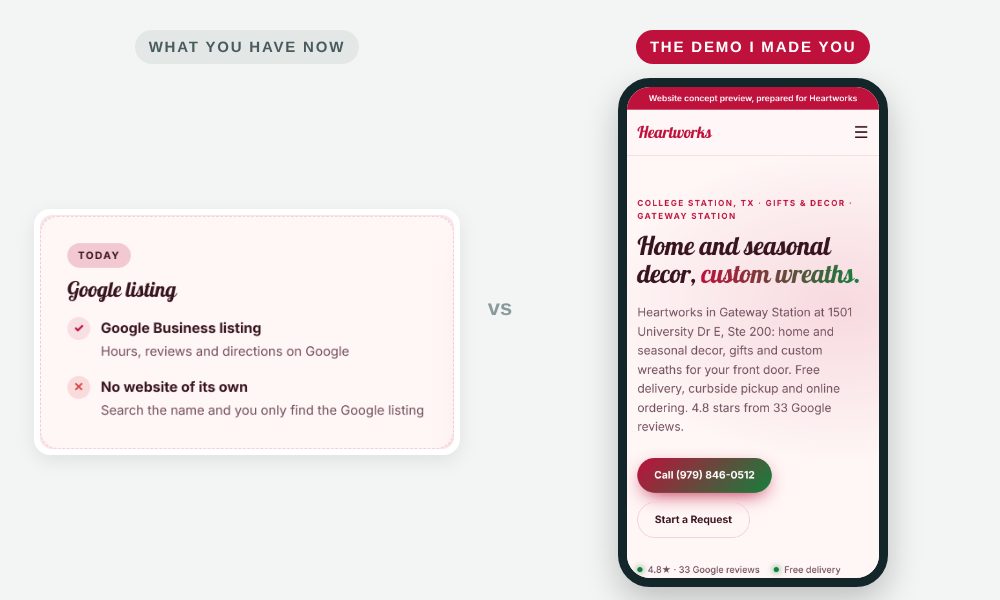 WHAT YOU HAVE NOW
TODAY
Google listing
Google Business listing
Hours, reviews and directions on Google
No website of its own
Search the name and you only find the Google listing
vs
THE DEMO I MADE YOU
Website concept preview, prepared for Heartworks
Heartworks
COLLEGE STATION, TX · GIFTS & DECOR ·
GATEWAY STATION
Home and seasonal
decor, custom wreaths.
Heartworks in Gateway Station at 1501
University Dr E, Ste 200: home and
seasonal decor, gifts and custom
wreaths for your front door. Free
delivery, curbside pickup and online
ordering. 4.8 stars from 33 Google
reviews.
Call (979) 846-0512
Start a Request
4.8★ · 33 Google reviews
Free delivery